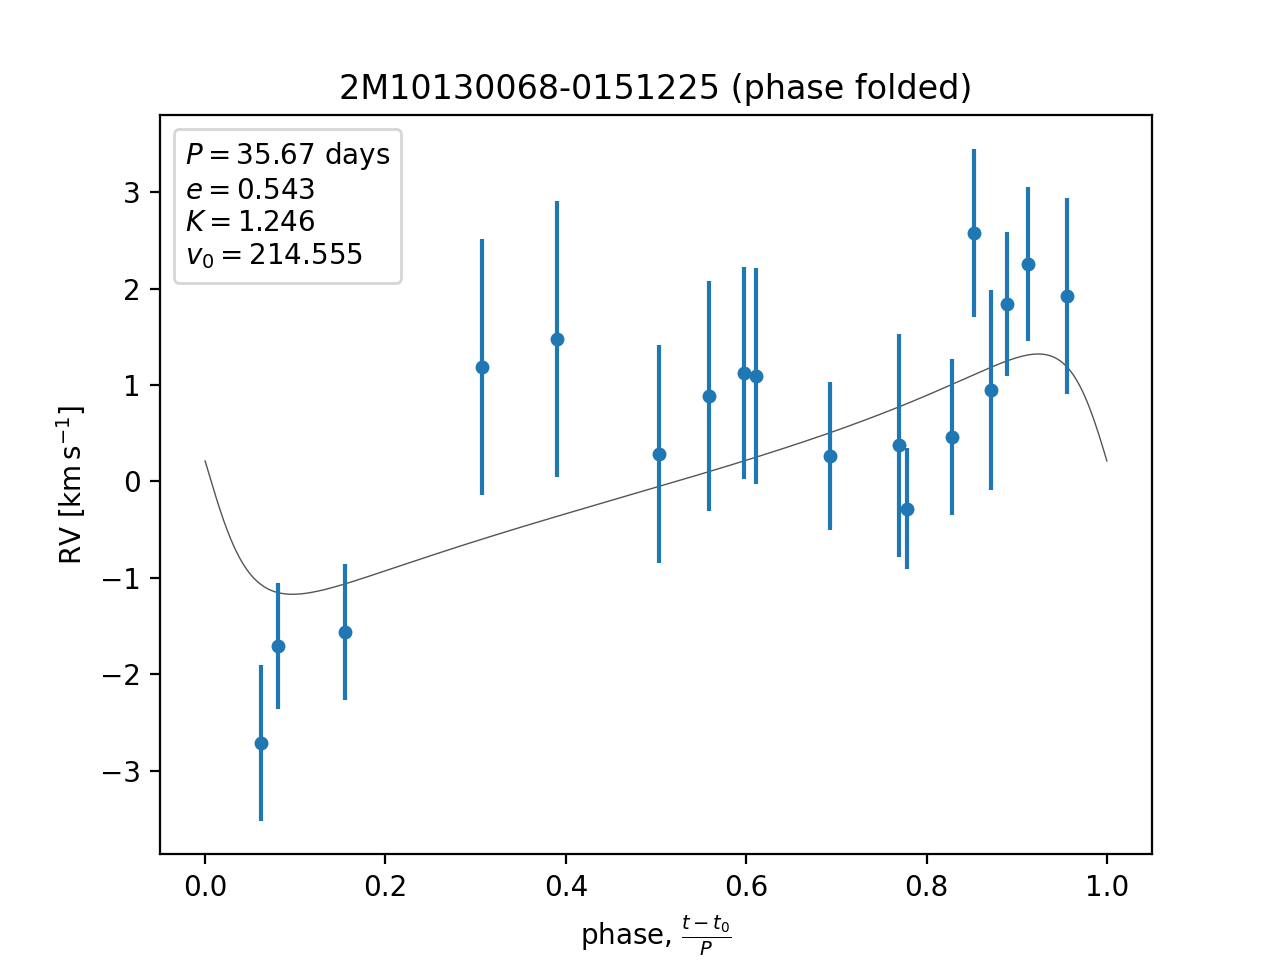 2M10130068-0151225 (phase folded)
P = 35.67 days
e = 0.543
K = 1.246
v₀ = 214.555
RV [km s⁻¹]
3
2
1
0
−1
−2
−3
0.0 0.2 0.4 0.6 0.8 1.0
phase, (t − t₀)/P